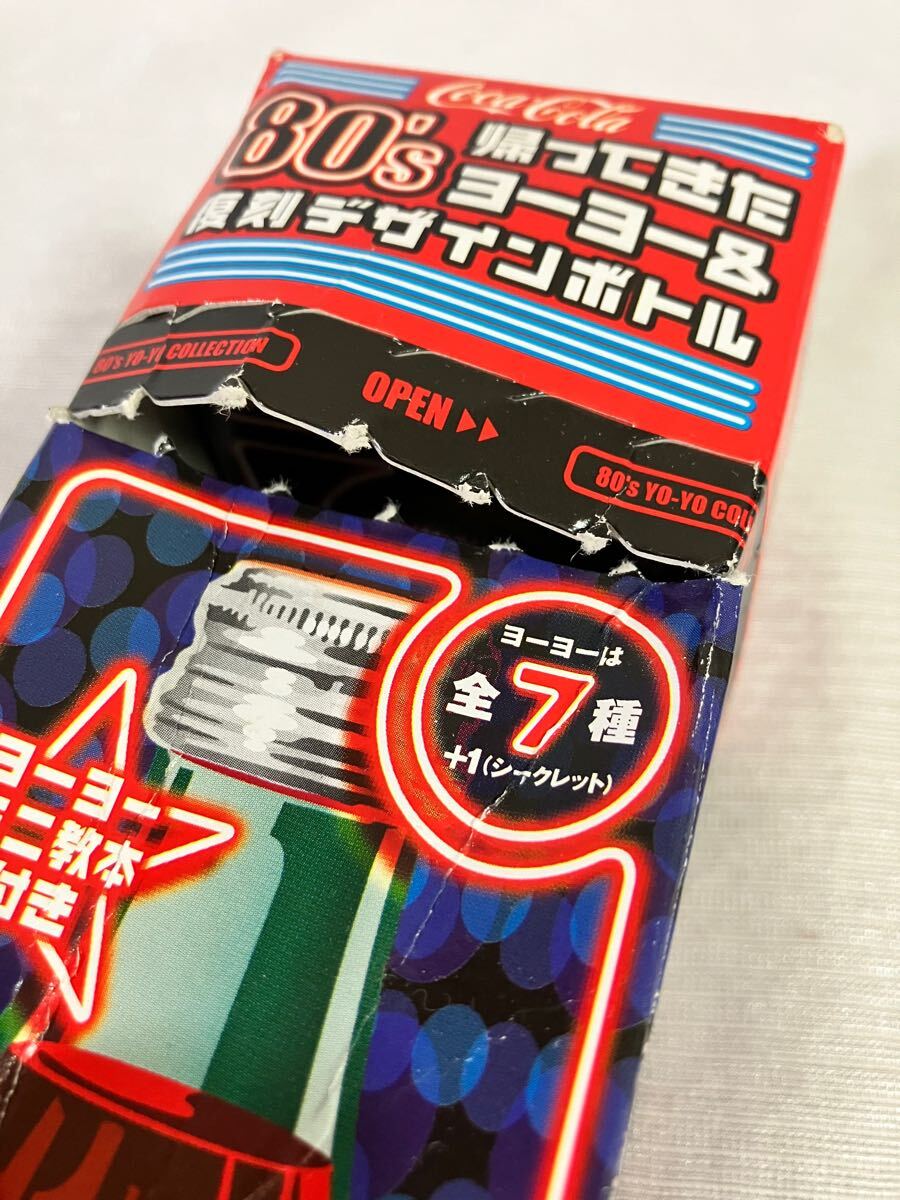 Coca-Cola
80's 帰ってきた
ヨーヨー&
復刻デザインボトル
80's YO-YO COLLECTION
OPEN
80's YO-YO COL
ヨーヨーは
全7種
+1(シークレット)
ヨーヨー
ミニ教本
付き